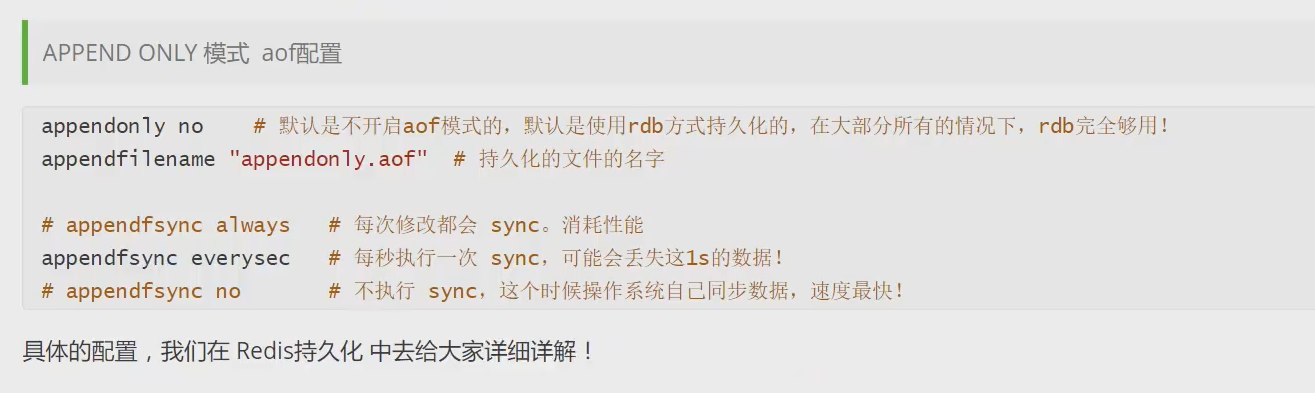 APPEND ONLY 模式 aof配置
appendonly no # 默认是不开启aof模式的，默认是使用rdb方式持久化的，在大部分所有的情况下，rdb完全够用！
appendfilename "appendonly.aof" # 持久化的文件的名字
# appendfsync always # 每次修改都会 sync。消耗性能
appendfsync everysec # 每秒执行一次 sync，可能会丢失这1s的数据！
# appendfsync no # 不执行 sync，这个时候操作系统自己同步数据，速度最快！
具体的配置，我们在 Redis持久化 中去给大家详细详解！